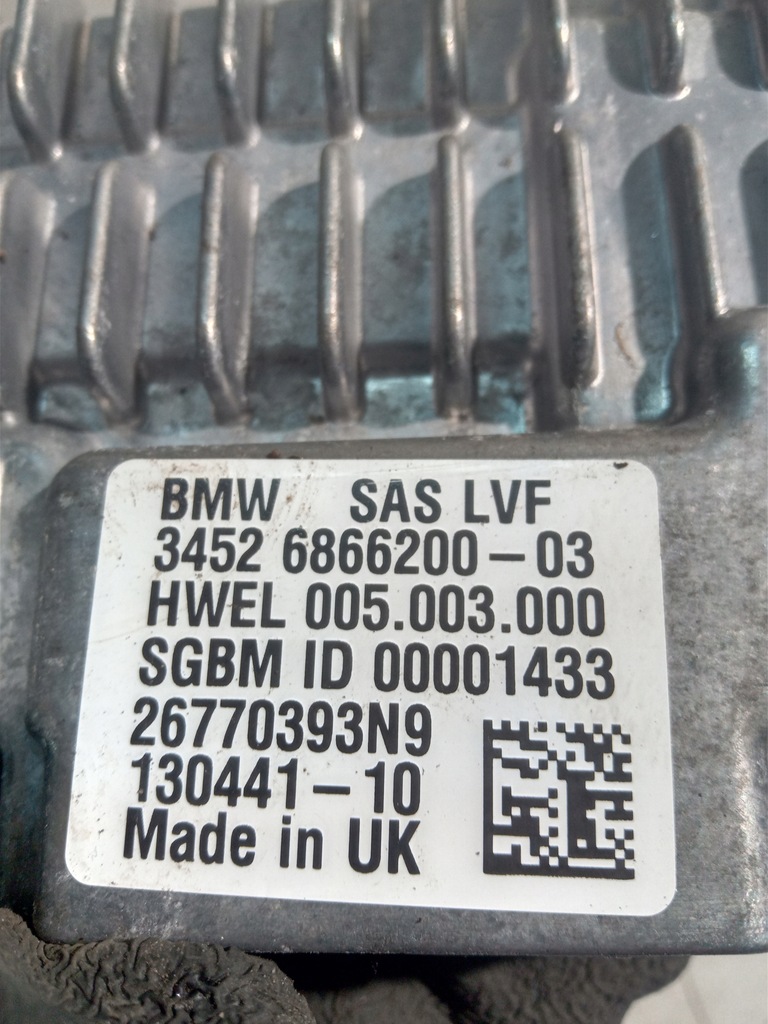 BMW SAS LVF
3452 6866200-03
HWEL 005.003.000
SGBM ID 00001433
26770393N9
130441-10
Made in UK